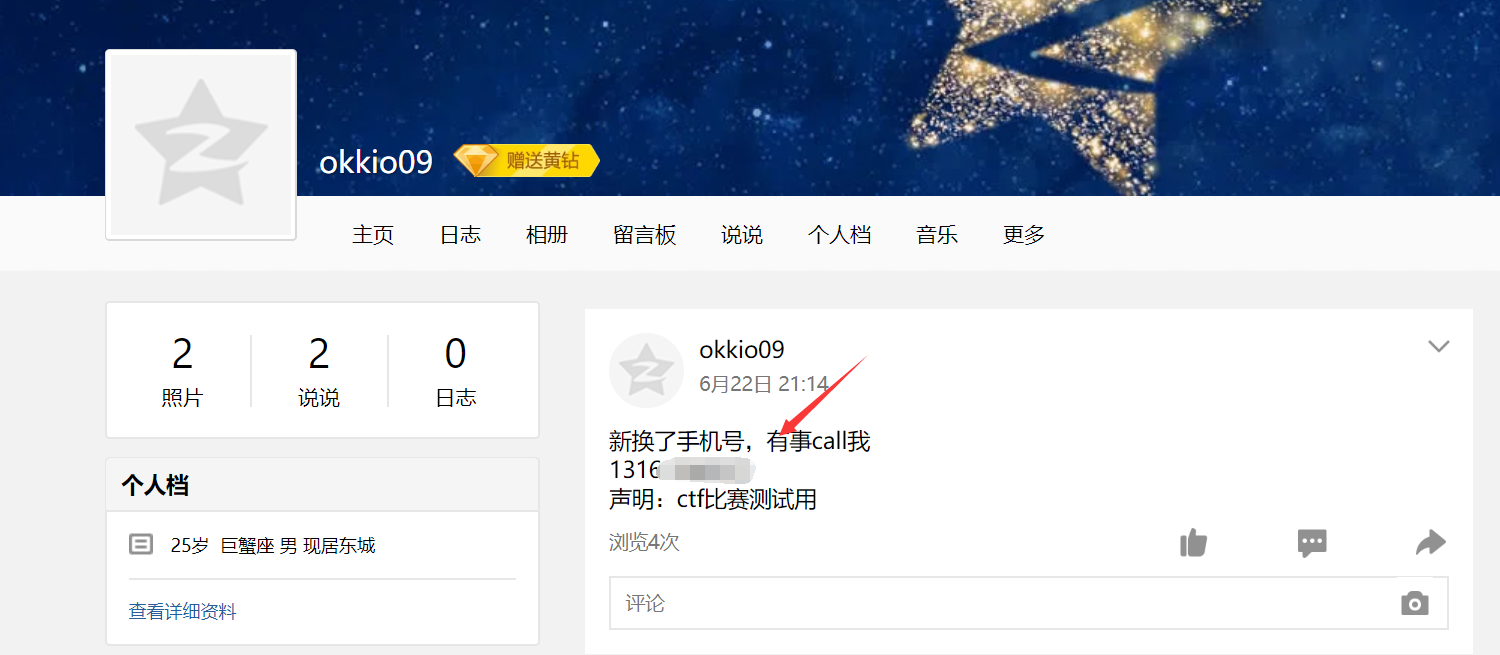 okkio09
赠送黄钻
主页 日志 相册 留言板 说说 个人档 音乐 更多
2 2 0
照片 说说 日志
个人档
25岁 巨蟹座 男 现居东城
查看详细资料
okkio09
6月22日 21:14
新换了手机号，有事call我
1316
声明：ctf比赛测试用
浏览4次
评论